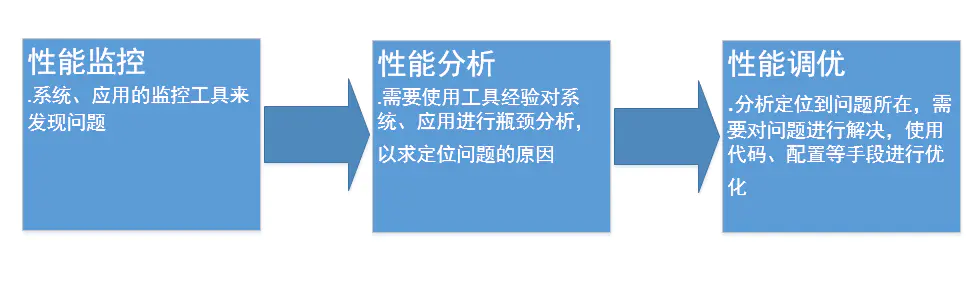 性能监控
.系统、应用的监控工具来
发现问题
性能分析
.需要使用工具经验对系
统、应用进行瓶颈分析，
以求定位问题的原因
性能调优
.分析定位到问题所在，需
要对问题进行解决，使用
代码、配置等手段进行优
化